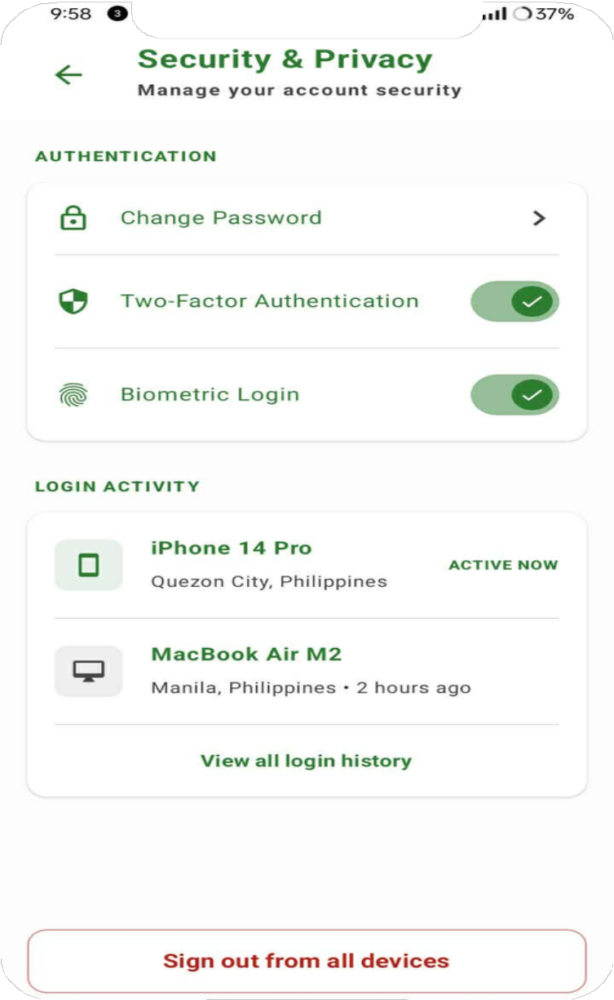 9:58 3 37%
Security & Privacy
Manage your account security
AUTHENTICATION
Change Password
Two-Factor Authentication
Biometric Login
LOGIN ACTIVITY
iPhone 14 Pro
Quezon City, Philippines
ACTIVE NOW
MacBook Air M2
Manila, Philippines • 2 hours ago
View all login history
Sign out from all devices